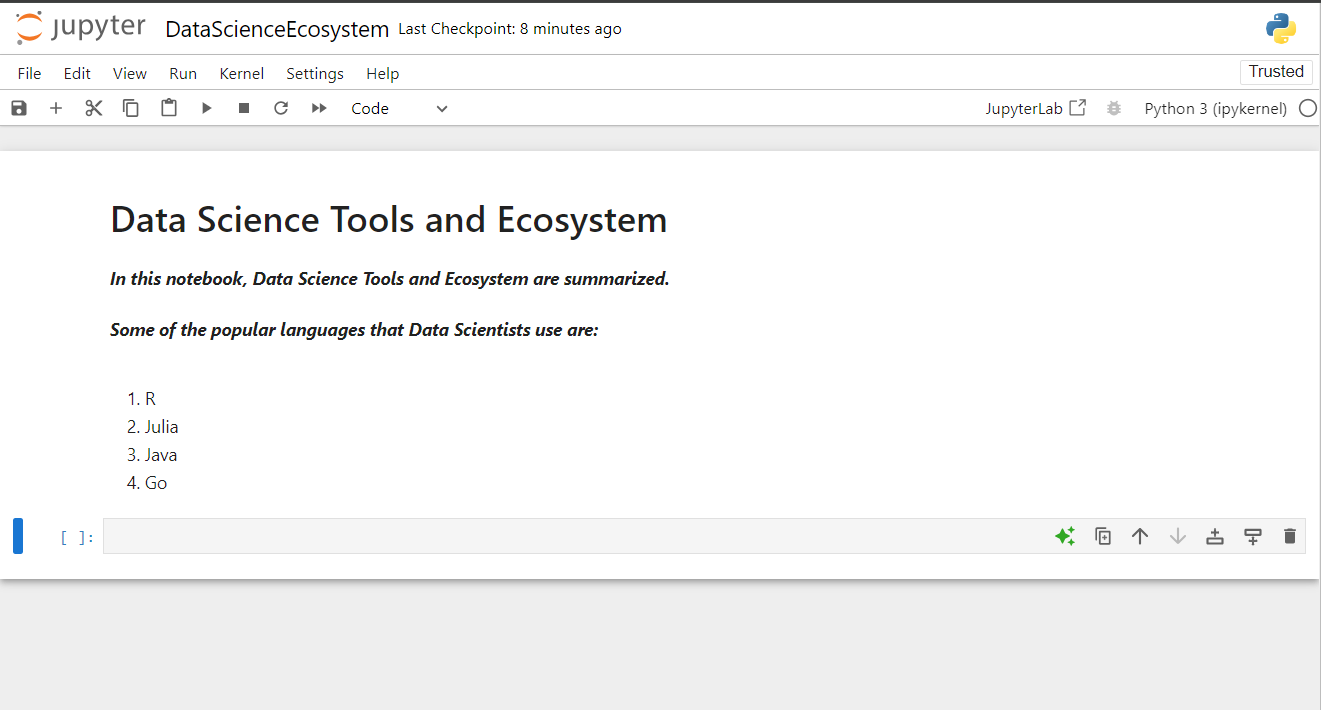 jupyter DataScienceEcosystem Last Checkpoint: 8 minutes ago
File Edit View Run Kernel Settings Help Trusted
Code JupyterLab Python 3 (ipykernel)
Data Science Tools and Ecosystem
In this notebook, Data Science Tools and Ecosystem are summarized.
Some of the popular languages that Data Scientists use are:
1. R
2. Julia
3. Java
4. Go
[ ]: